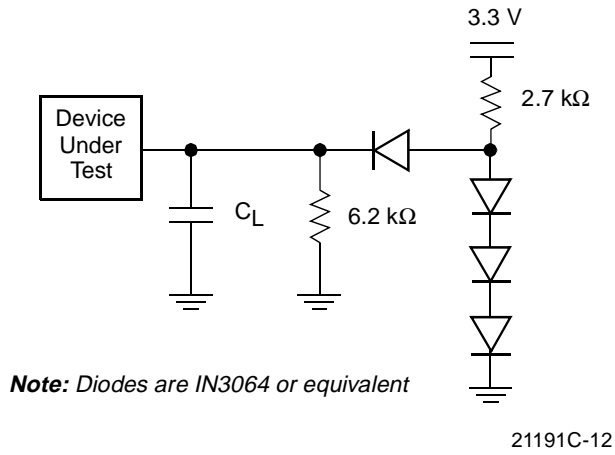 3.3 V
2.7 kΩ
Device
Under
Test
C_L
6.2 kΩ
Note: Diodes are IN3064 or equivalent
21191C-12